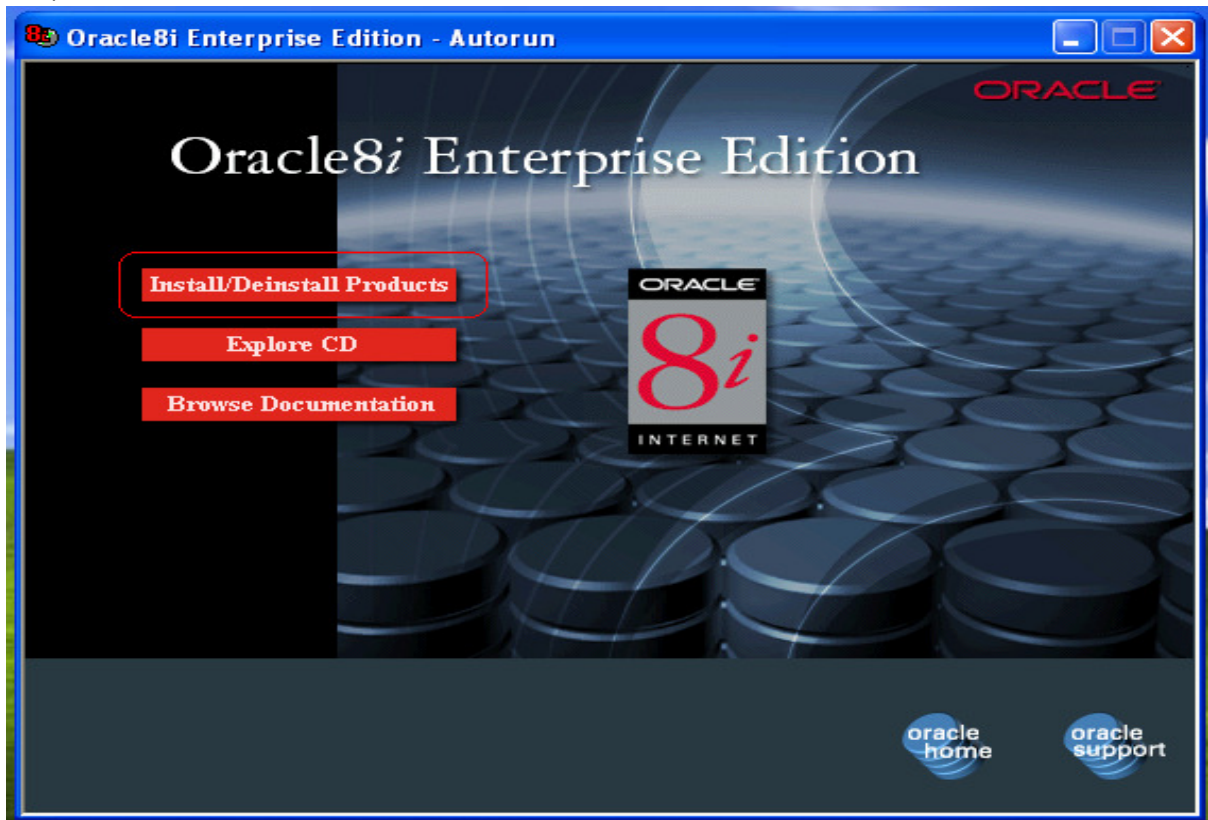 Oracle8i Enterprise Edition - Autorun
ORACLE
Oracle8i Enterprise Edition
Install/Deinstall Products
Explore CD
Browse Documentation
ORACLE
8i
INTERNET
oracle
home
oracle
support